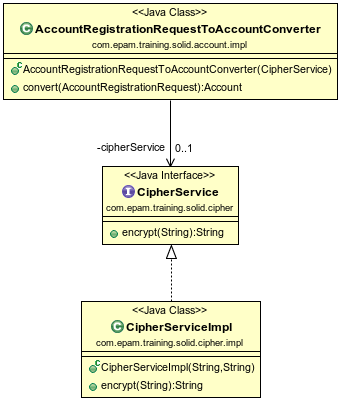 <<Java Class>>
C AccountRegistrationRequestToAccountConverter
com.epam.training.solid.account.impl
c AccountRegistrationRequestToAccountConverter(CipherService)
convert(AccountRegistrationRequest):Account
-cipherService 0..1
<<Java Interface>>
I CipherService
com.epam.training.solid.cipher
encrypt(String):String
<<Java Class>>
C CipherServiceImpl
com.epam.training.solid.cipher.impl
c CipherServiceImpl(String,String)
encrypt(String):String